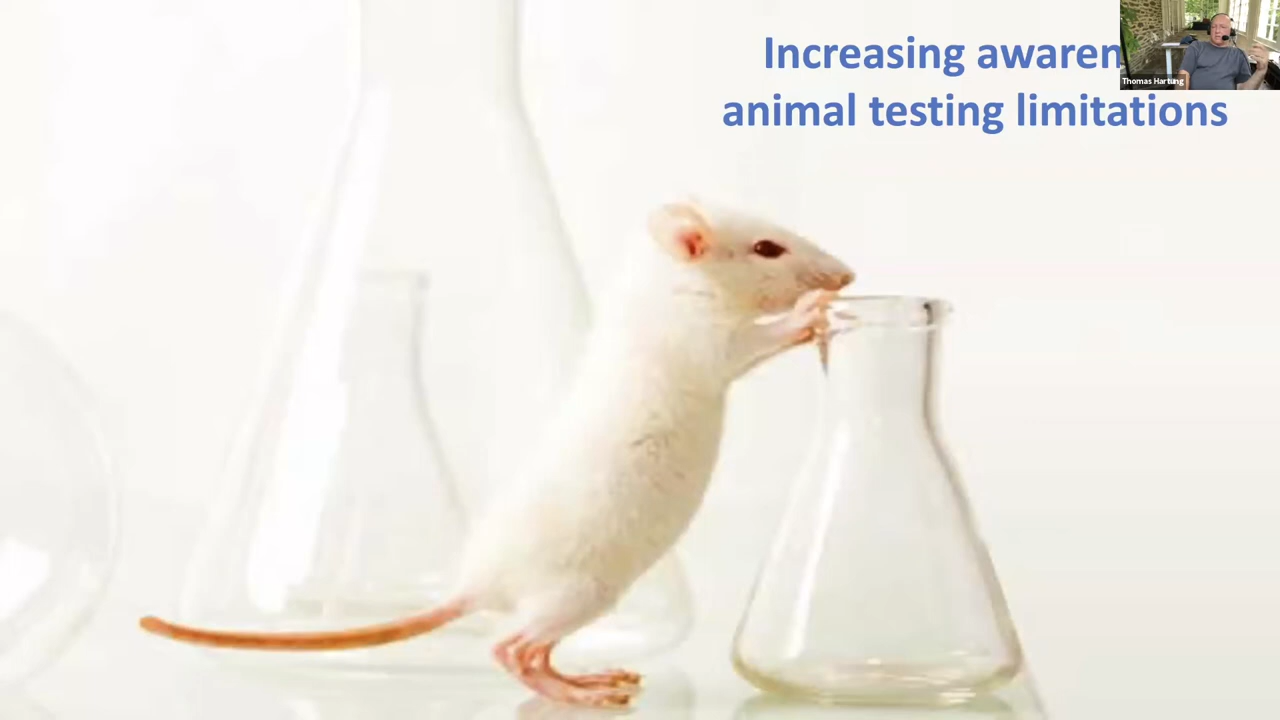 Increasing awaren
animal testing limitations
Thomas Hartung